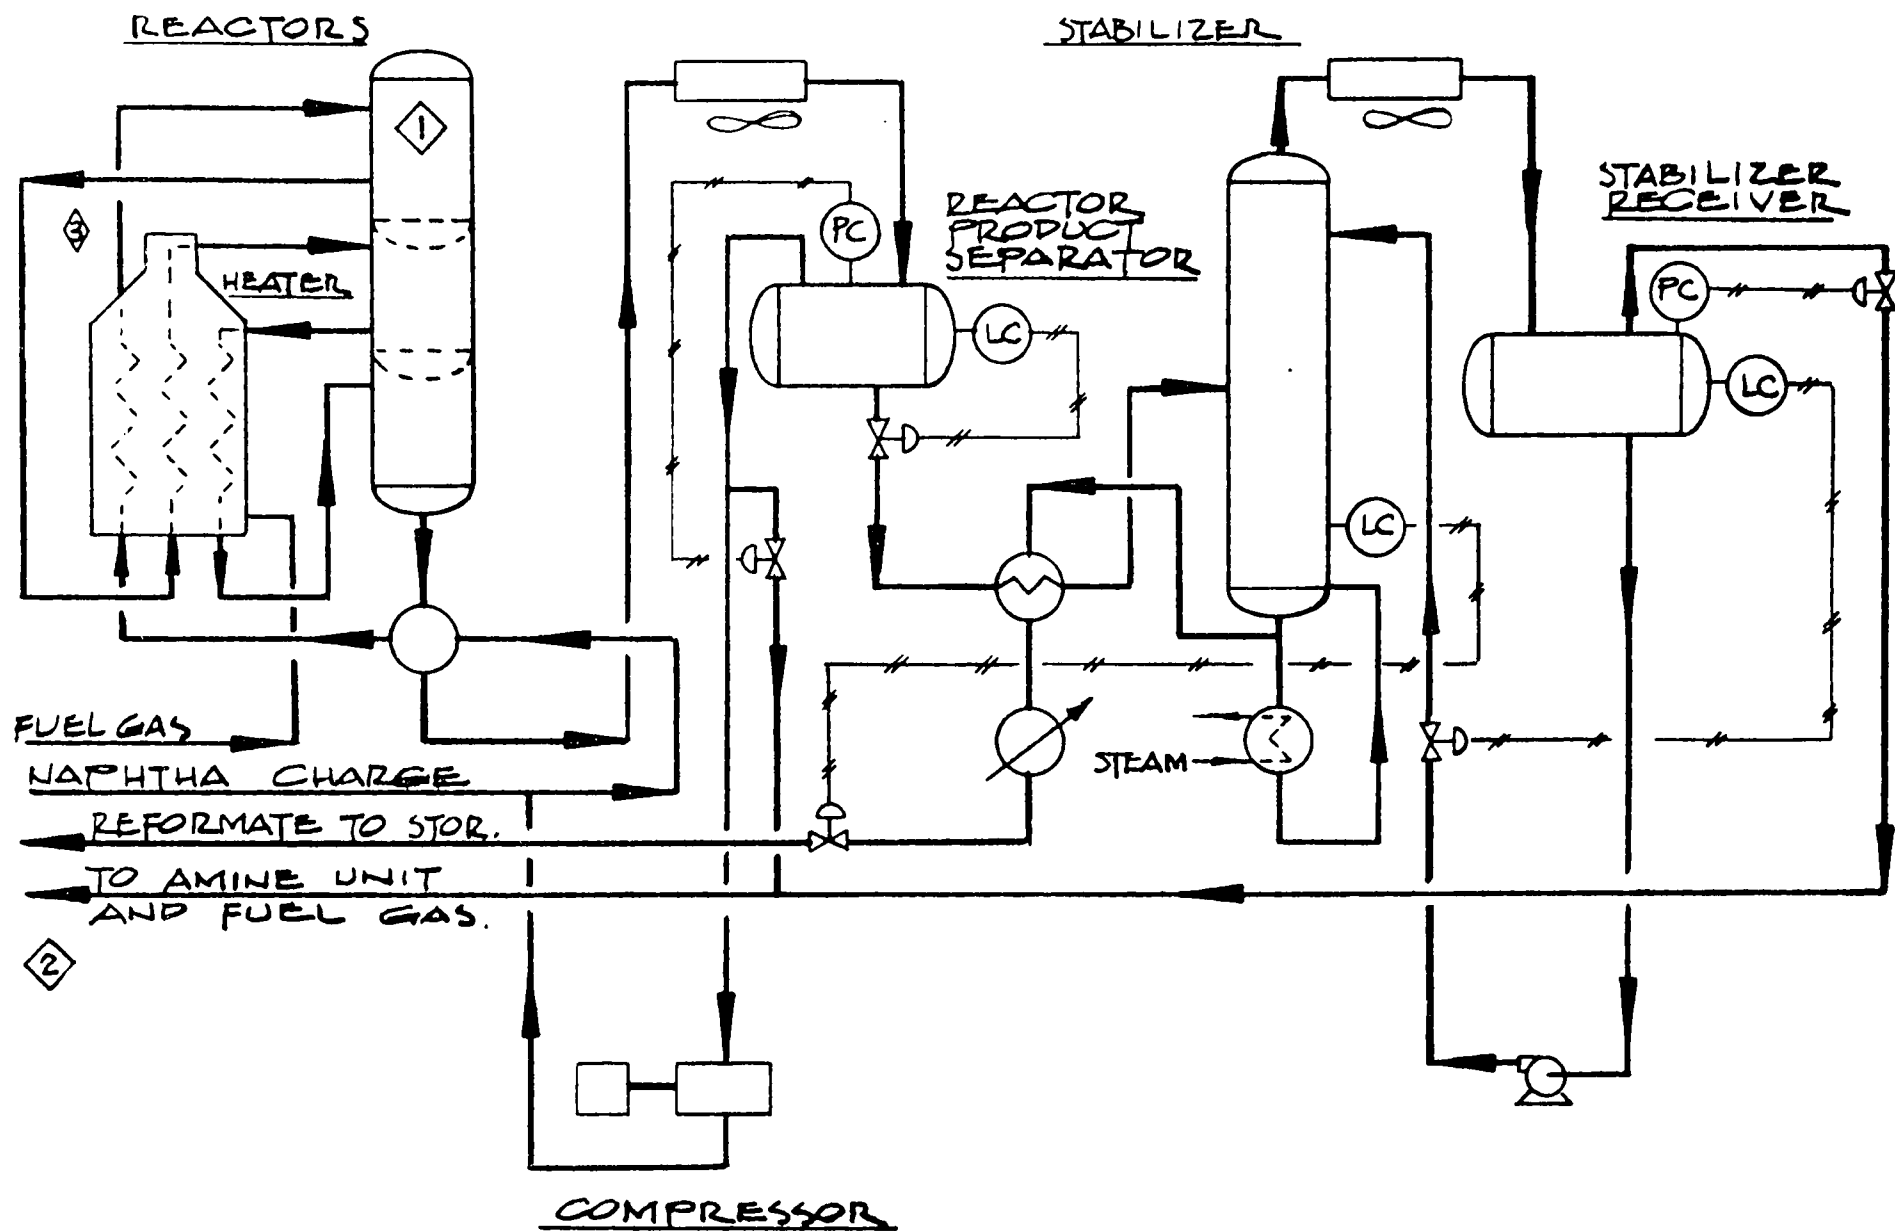 REACTORS
STABILIZER
1
STABILIZER
RECEIVER
3
PC
REACTOR
PRODUCT
SEPARATOR
HEATER
PC
LC
LC
LC
FUEL GAS
STEAM
NAPHTHA CHARGE
REFORMATE TO STOR.
TO AMINE UNIT
AND FUEL GAS.
2
COMPRESSOR